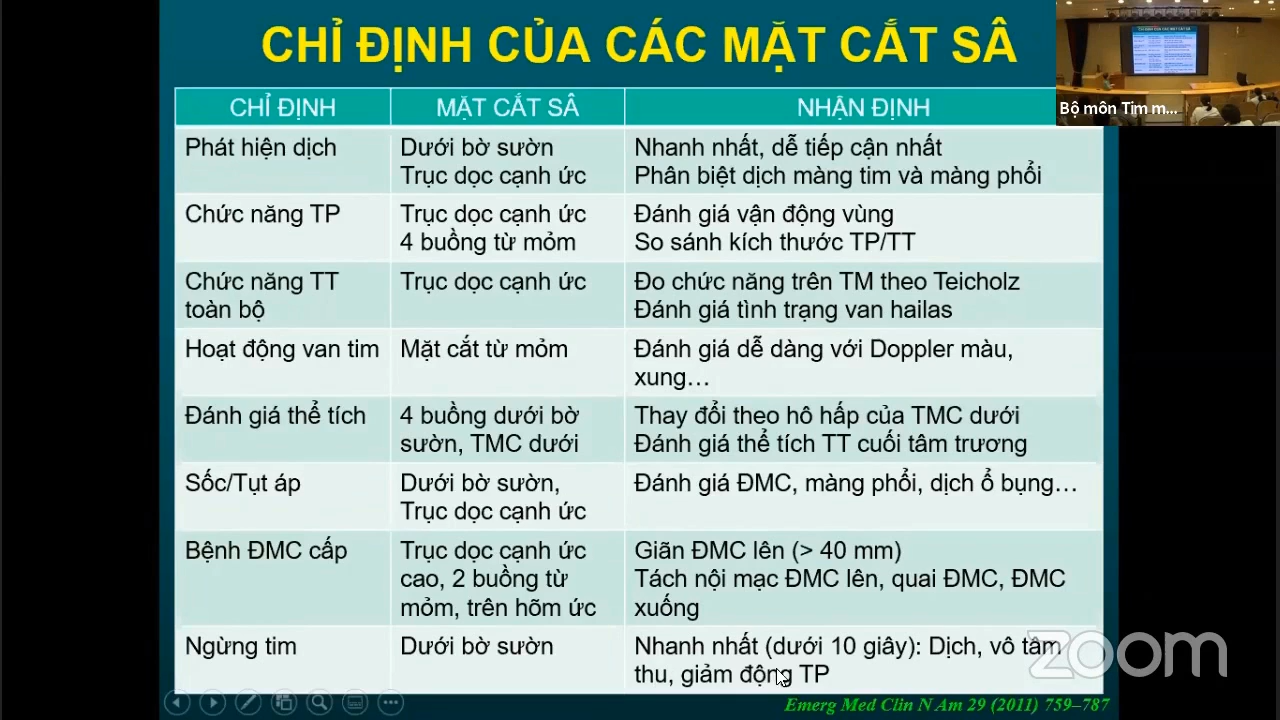 CHỈ ĐỊNH CỦA CÁC MẶT CẮT SÂ
CHỈ ĐỊNH
MẶT CẮT SÂ
NHẬN ĐỊNH
Bộ môn Tim m...
Phát hiện dịch
Dưới bờ sườn
Trục dọc cạnh ức
Nhanh nhất, dễ tiếp cận nhất
Phân biệt dịch màng tim và màng phổi
Chức năng TP
Trục dọc cạnh ức
4 buồng từ mỏm
Đánh giá vận động vùng
So sánh kích thước TP/TT
Chức năng TT
toàn bộ
Trục dọc cạnh ức
Đo chức năng trên TM theo Teicholz
Đánh giá tình trạng van hailas
Hoạt động van tim
Mặt cắt từ mỏm
Đánh giá dễ dàng với Doppler màu,
xung...
Đánh giá thể tích
4 buồng dưới bờ
sườn, TMC dưới
Thay đổi theo hô hấp của TMC dưới
Đánh giá thể tích TT cuối tâm trương
Sốc/Tụt áp
Dưới bờ sườn,
Trục dọc cạnh ức
Đánh giá ĐMC, màng phổi, dịch ổ bụng...
Bệnh ĐMC cấp
Trục dọc cạnh ức
cao, 2 buồng từ
mỏm, trên hõm ức
Giãn ĐMC lên (> 40 mm)
Tách nội mạc ĐMC lên, quai ĐMC, ĐMC
xuống
Ngừng tim
Dưới bờ sườn
Nhanh nhất (dưới 10 giây): Dịch, vô tâm
thu, giảm động TP
zoom
Emerg Med Clin N Am 29 (2011) 759–787